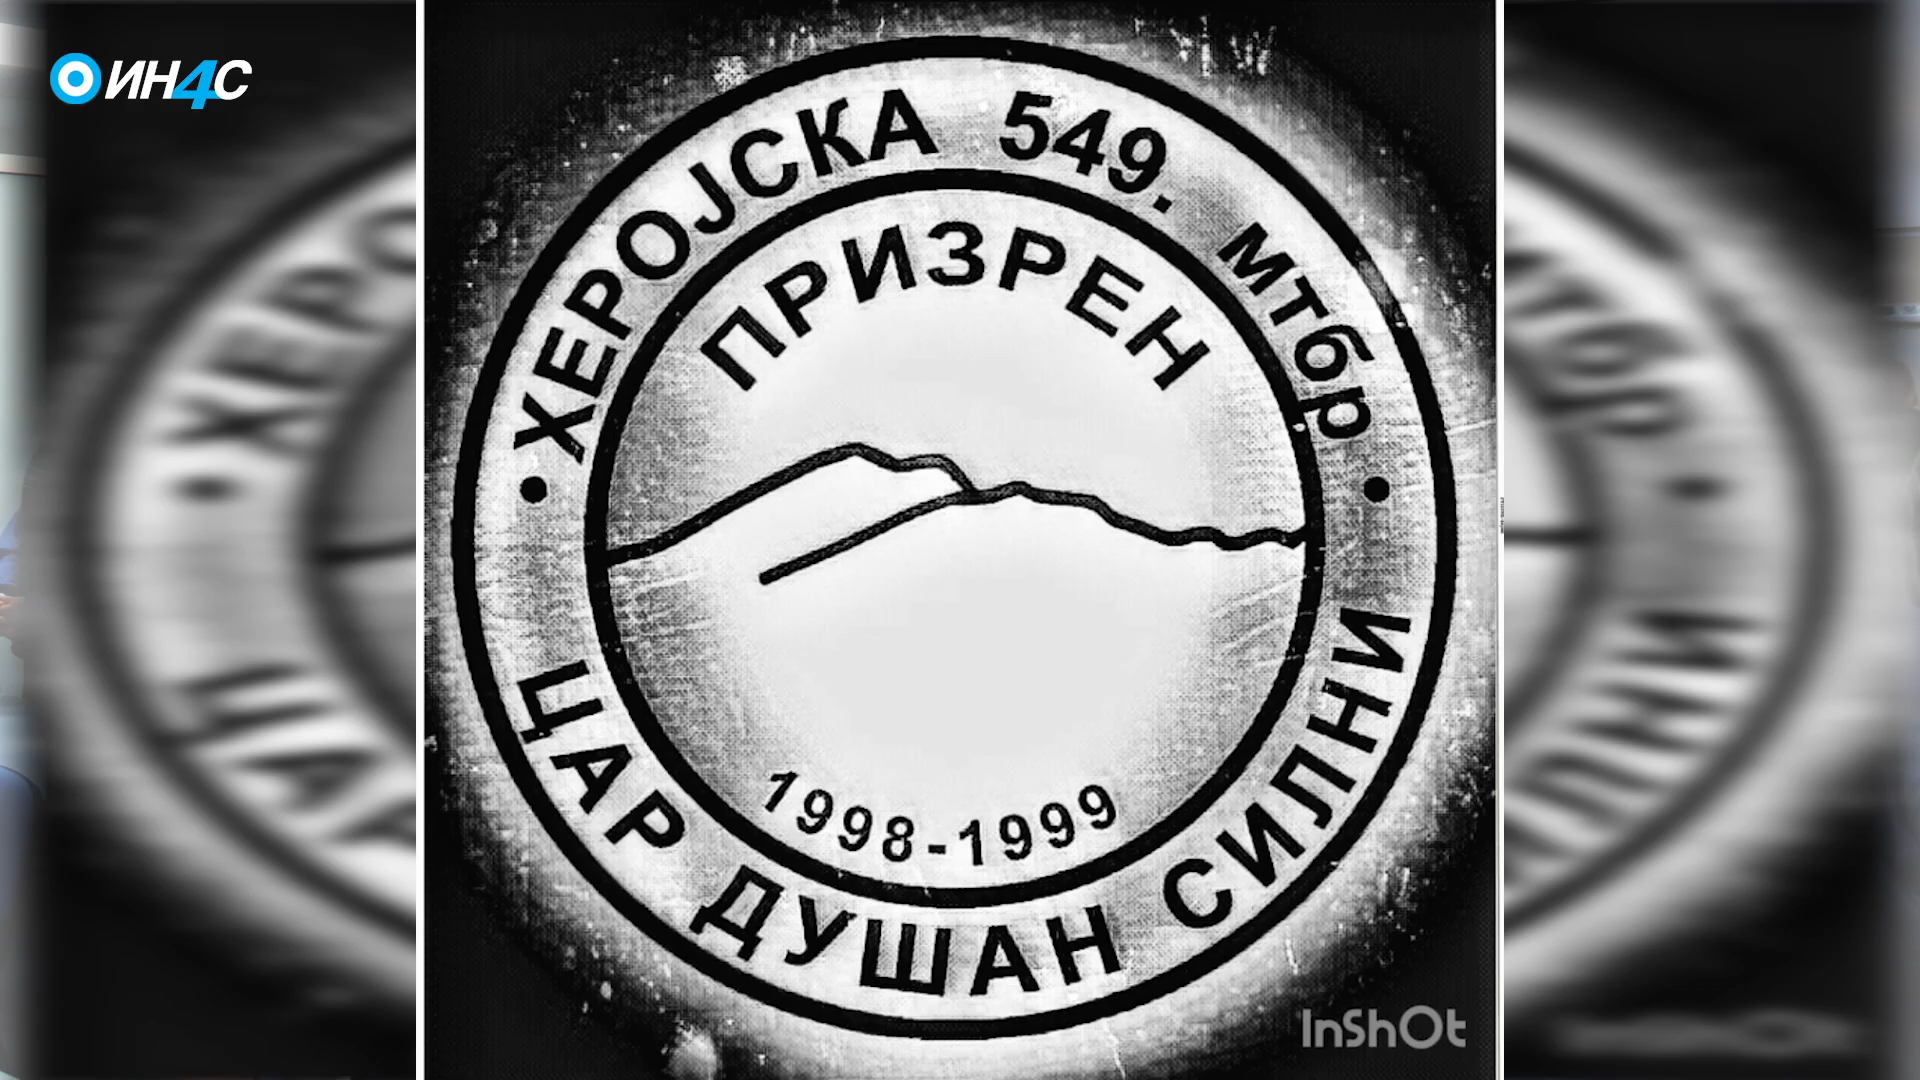 ИН4С
ХЕРОЈСКА 549. мтбр
ПРИЗРЕН
1998-1999
ЦАР ДУШАН СИЛНИ
InShOt